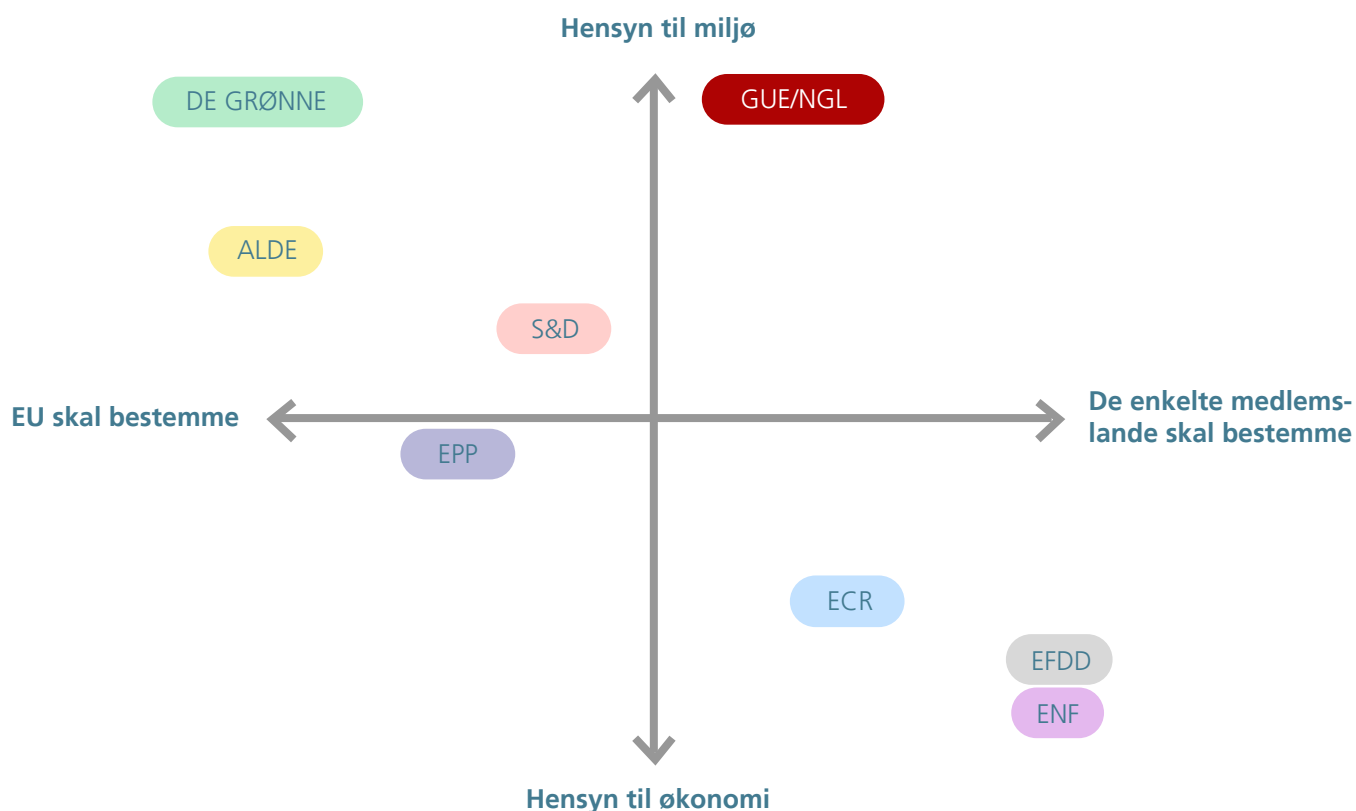 Hensyn til miljø
DE GRØNNE
GUE/NGL
ALDE
S&D
EU skal bestemme
De enkelte medlems-
lande skal bestemme
EPP
ECR
EFDD
ENF
Hensyn til økonomi